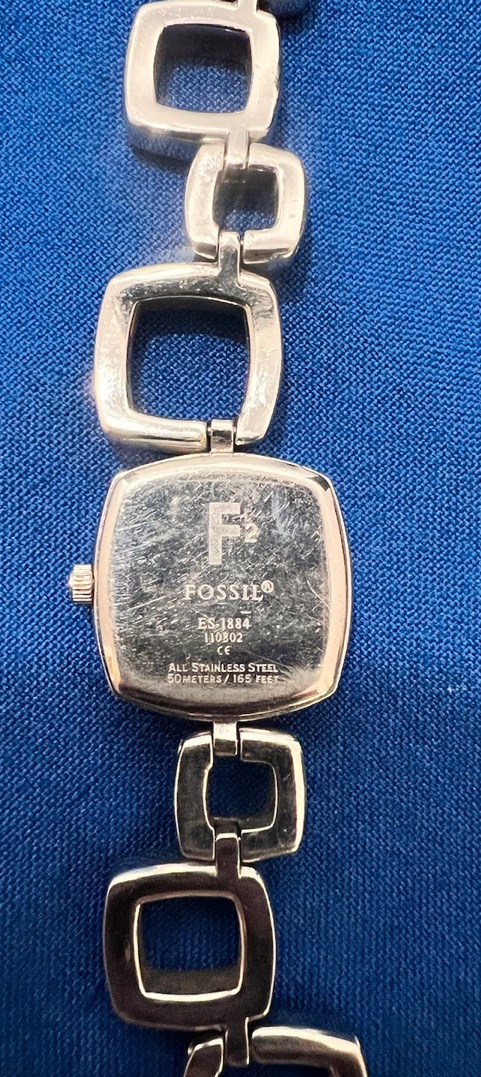 F2
FOSSIL®
ES-1884
110802
CE
ALL STAINLESS STEEL
50METERS / 165 FEET